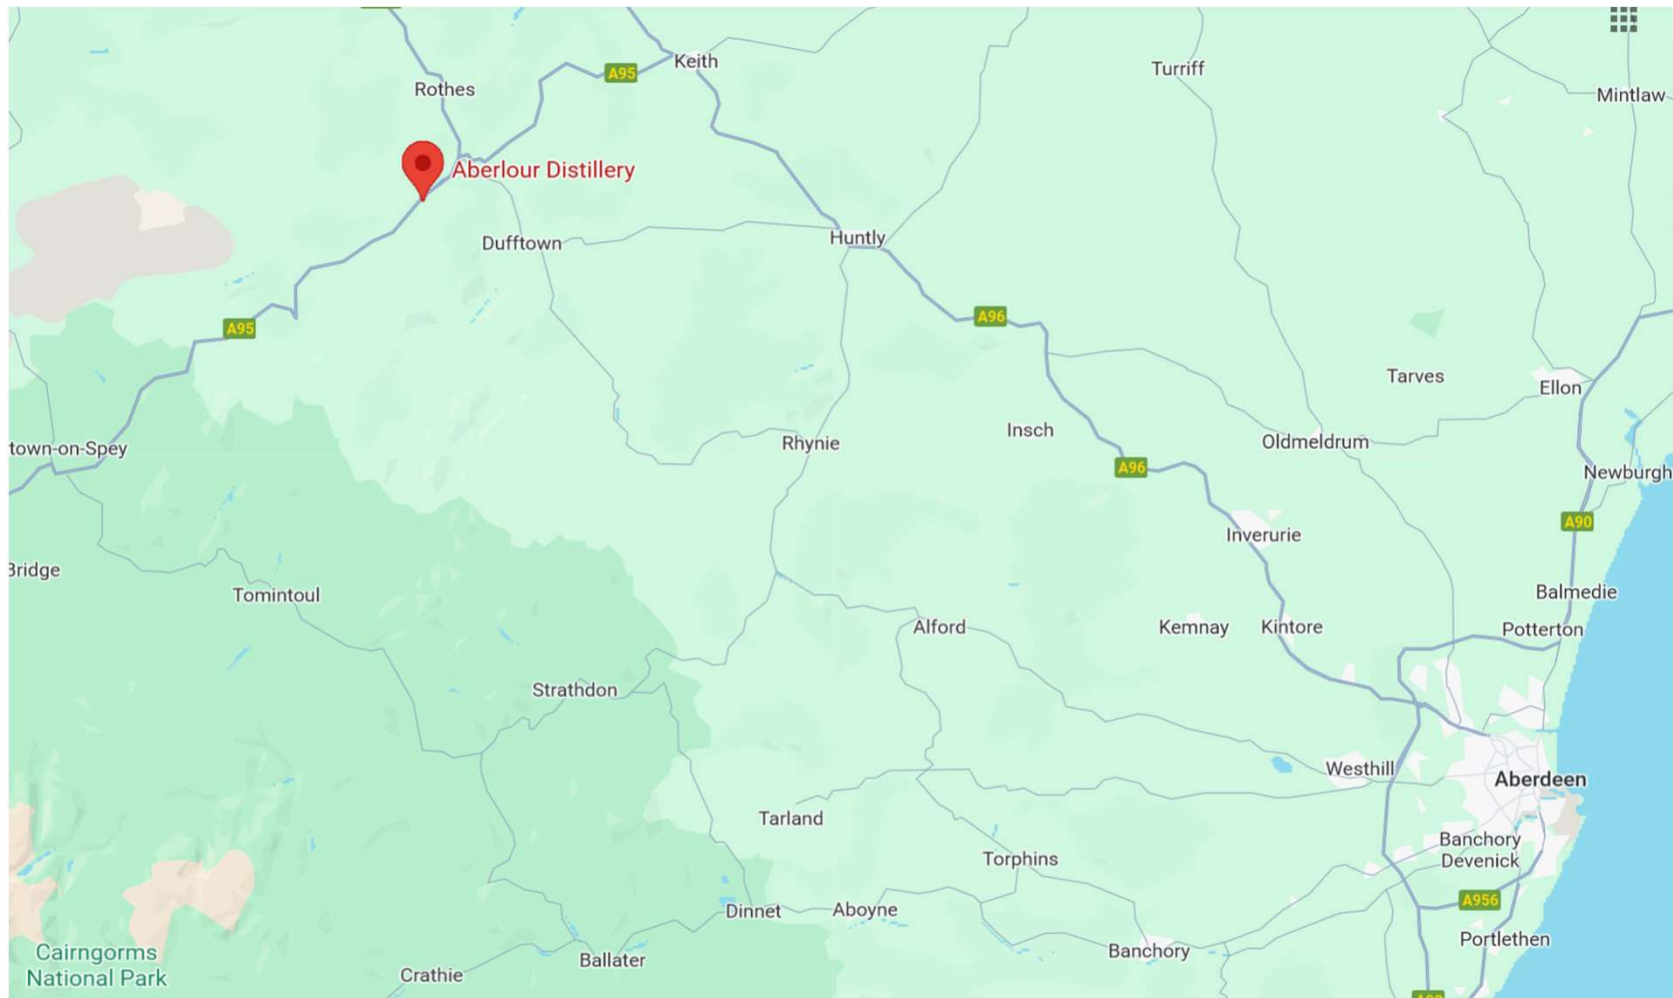 Keith
A95
Turriff
Rothes
Mintlaw
Aberlour Distillery
Dufftown
Huntly
A96
A95
Tarves
Ellon
town-on-Spey
Rhynie
Insch
Oldmeldrum
A96
Newburgh
A90
Inverurie
Bridge
Tomintoul
Balmedie
Alford
Kemnay
Kintore
Potterton
Strathdon
Westhill
Aberdeen
Tarland
Torphins
Banchory
Devenick
A956
Dinnet
Aboyne
Portlethen
Banchory
Cairngorms
National Park
Crathie
Ballater